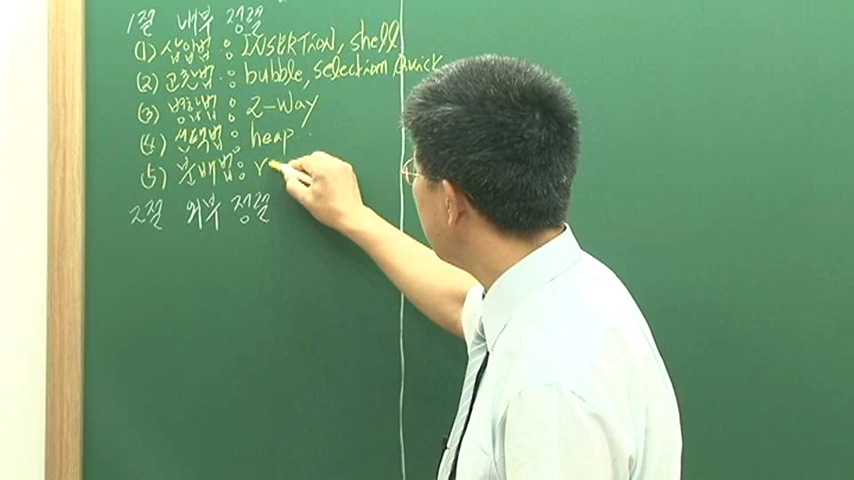 1절 내부 정렬
(1) 삽입법 : INSERTION, shell
(2) 교환법 : bubble, selection, Quick
(3) 병합법 : 2-way
(4) 선택법 : heap
(5) 분배법 : r
2절 외부 정렬